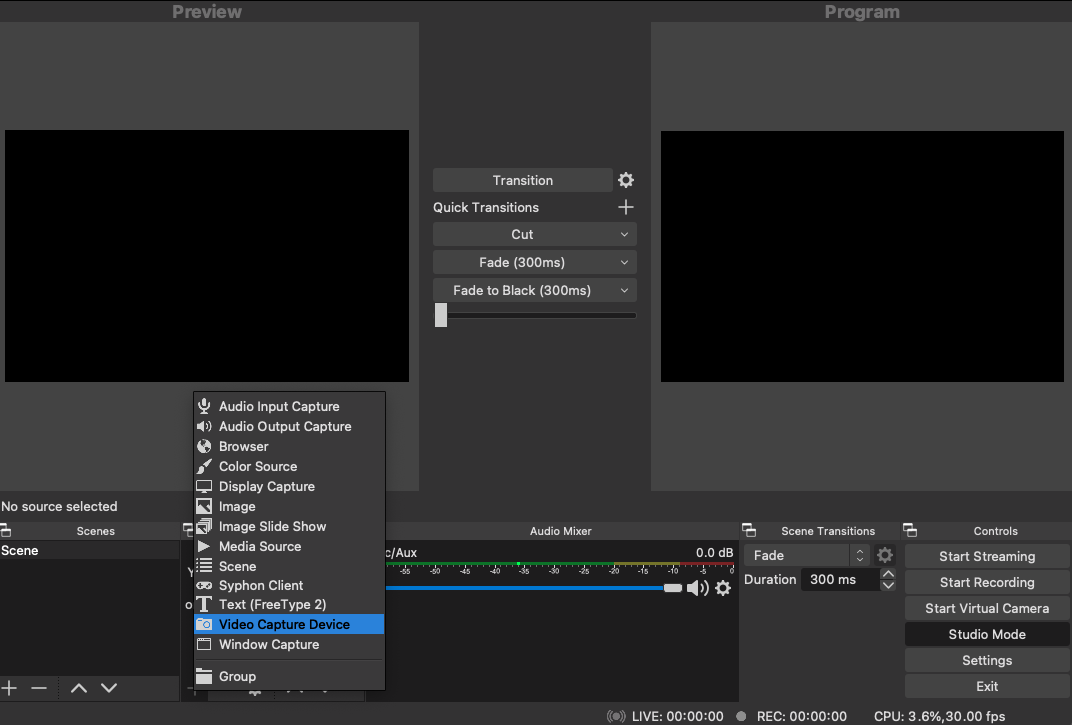 Preview
Program
Transition
Quick Transitions
Cut
Fade (300ms)
Fade to Black (300ms)
Audio Input Capture
Audio Output Capture
Browser
Color Source
Display Capture
Image
Image Slide Show
Media Source
Scene
Syphon Client
Text (FreeType 2)
Video Capture Device
Window Capture
Group
No source selected
Scenes
Scene
Audio Mixer
c/Aux
0.0 dB
-55 -50 -45 -40 -35 -30 -25 -20 -15 -10 -5 0
Scene Transitions
Fade
Duration 300 ms
Controls
Start Streaming
Start Recording
Start Virtual Camera
Studio Mode
Settings
Exit
LIVE: 00:00:00 REC: 00:00:00 CPU: 3.6%,30.00 fps